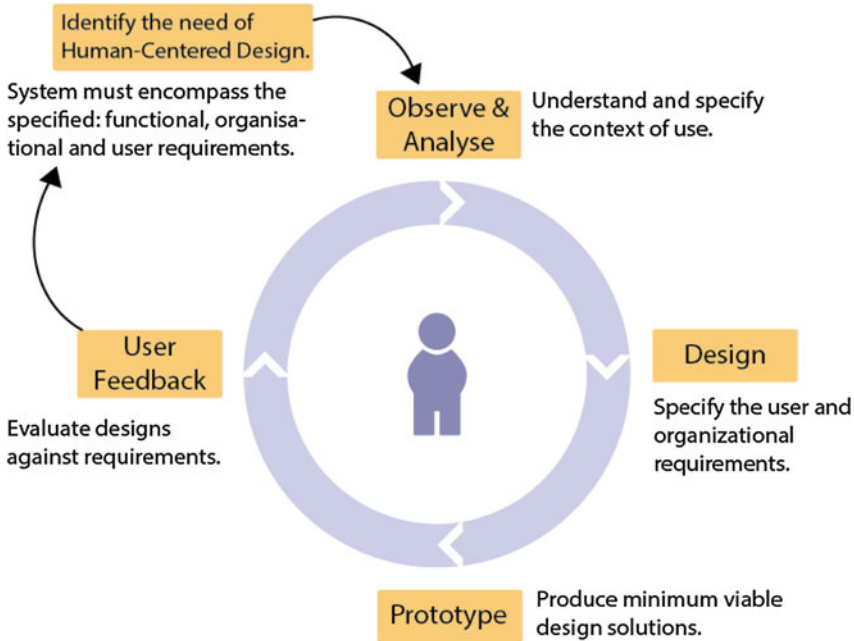 Identify the need of
Human-Centered Design.
System must encompass the
specified: functional, organisa-
tional and user requirements.
Observe &
Analyse
Understand and specify
the context of use.
Design
Specify the user and
organizational
requirements.
Prototype
Produce minimum viable
design solutions.
User
Feedback
Evaluate designs
against requirements.